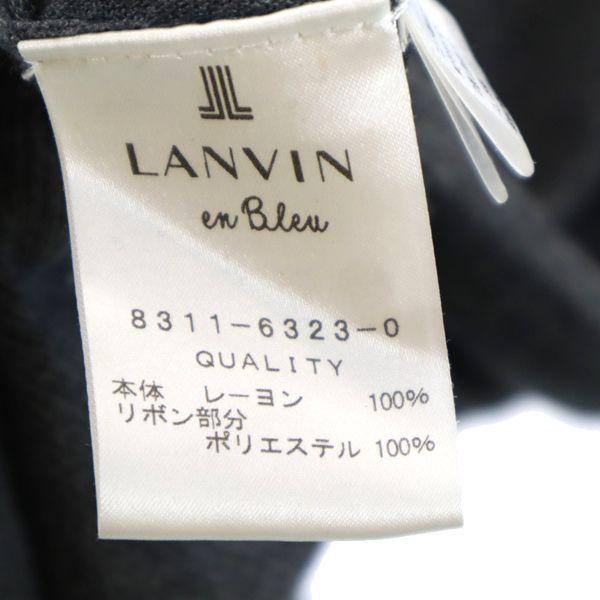 LANVIN
en Bleu
8311-6323-0
QUALITY
本体 レーヨン 100%
リボン部分
ポリエステル 100%